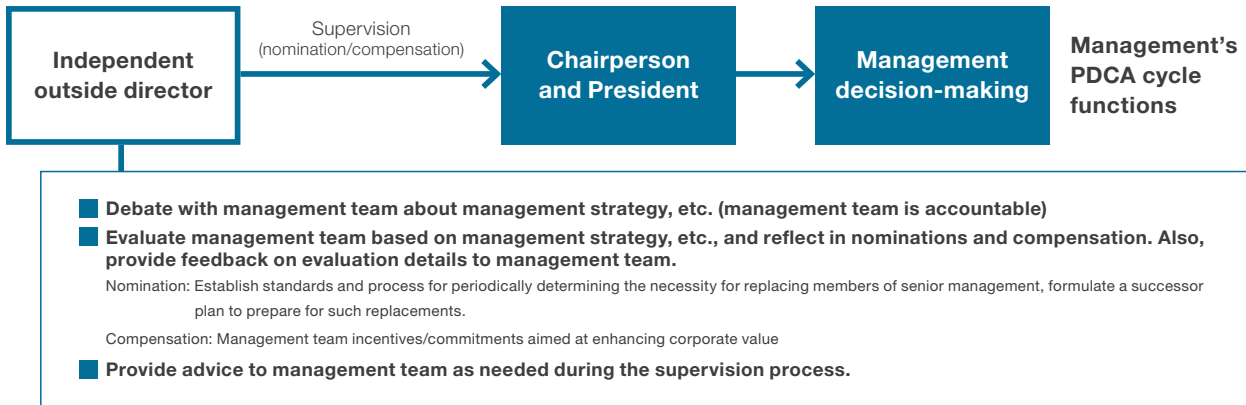 Independent
outside director
Supervision
(nomination/compensation)
Chairperson
and President
Management
decision-making
Management’s
PDCA cycle
functions
Debate with management team about management strategy, etc. (management team is accountable)
Evaluate management team based on management strategy, etc., and reflect in nominations and compensation. Also,
provide feedback on evaluation details to management team.
Nomination: Establish standards and process for periodically determining the necessity for replacing members of senior management, formulate a successor
plan to prepare for such replacements.
Compensation: Management team incentives/commitments aimed at enhancing corporate value
Provide advice to management team as needed during the supervision process.